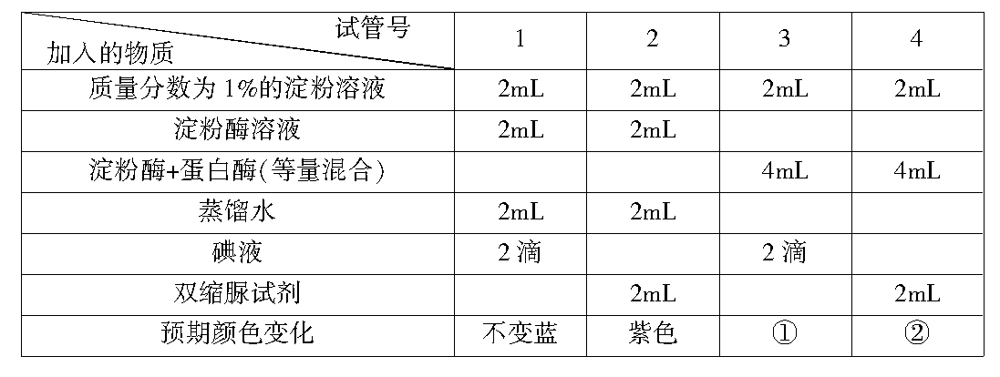 试管号 1 2 3 4
加入的物质
质量分数为1%的淀粉溶液 2mL 2mL 2mL 2mL
淀粉酶溶液 2mL 2mL
淀粉酶+蛋白酶(等量混合) 4mL 4mL
蒸馏水 2mL 2mL
碘液 2滴 2滴
双缩脲试剂 2mL 2mL
预期颜色变化 不变蓝 紫色 ① ②